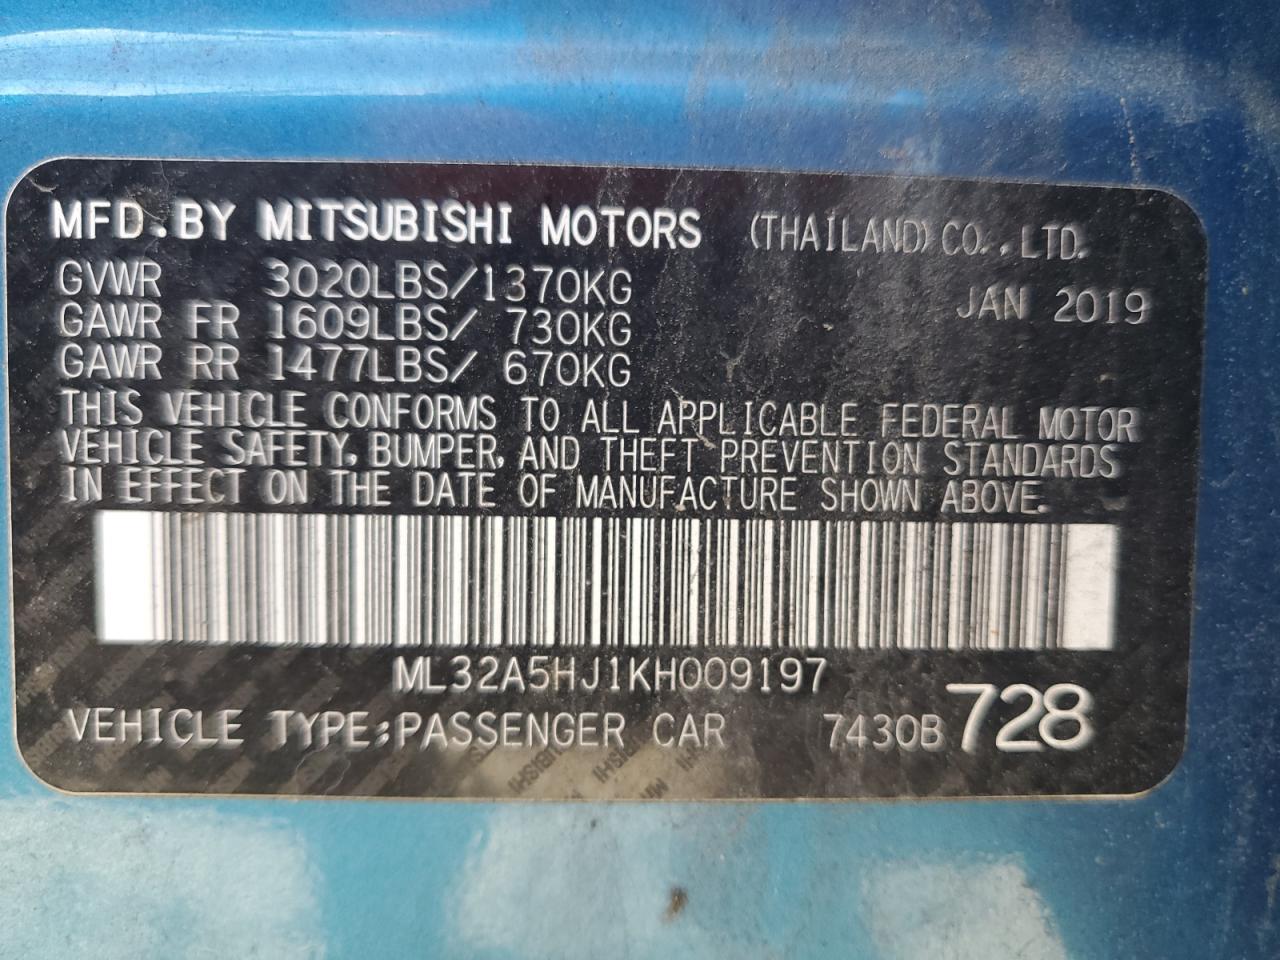 MFD.BY MITSUBISHI MOTORS (THAILAND) CO.,LTD.
GVWR 3020LBS/1370KG JAN 2019
GAWR FR 1609LBS/ 730KG
GAWR RR 1477LBS/ 670KG
THIS VEHICLE CONFORMS TO ALL APPLICABLE FEDERAL MOTOR
VEHICLE SAFETY, BUMPER, AND THEFT PREVENTION STANDARDS
IN EFFECT ON THE DATE OF MANUFACTURE SHOWN ABOVE.
ML32A5HJ1KH009197
VEHICLE TYPE:PASSENGER CAR 7430B 728